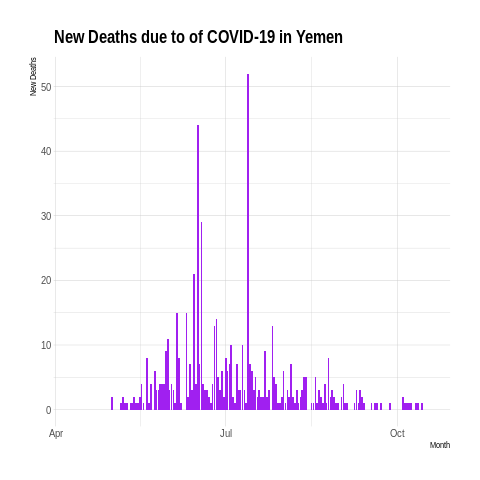 New Deaths due to of COVID-19 in Yemen
New Deaths
50
40
30
20
10
0
Apr
Jul
Oct
Month